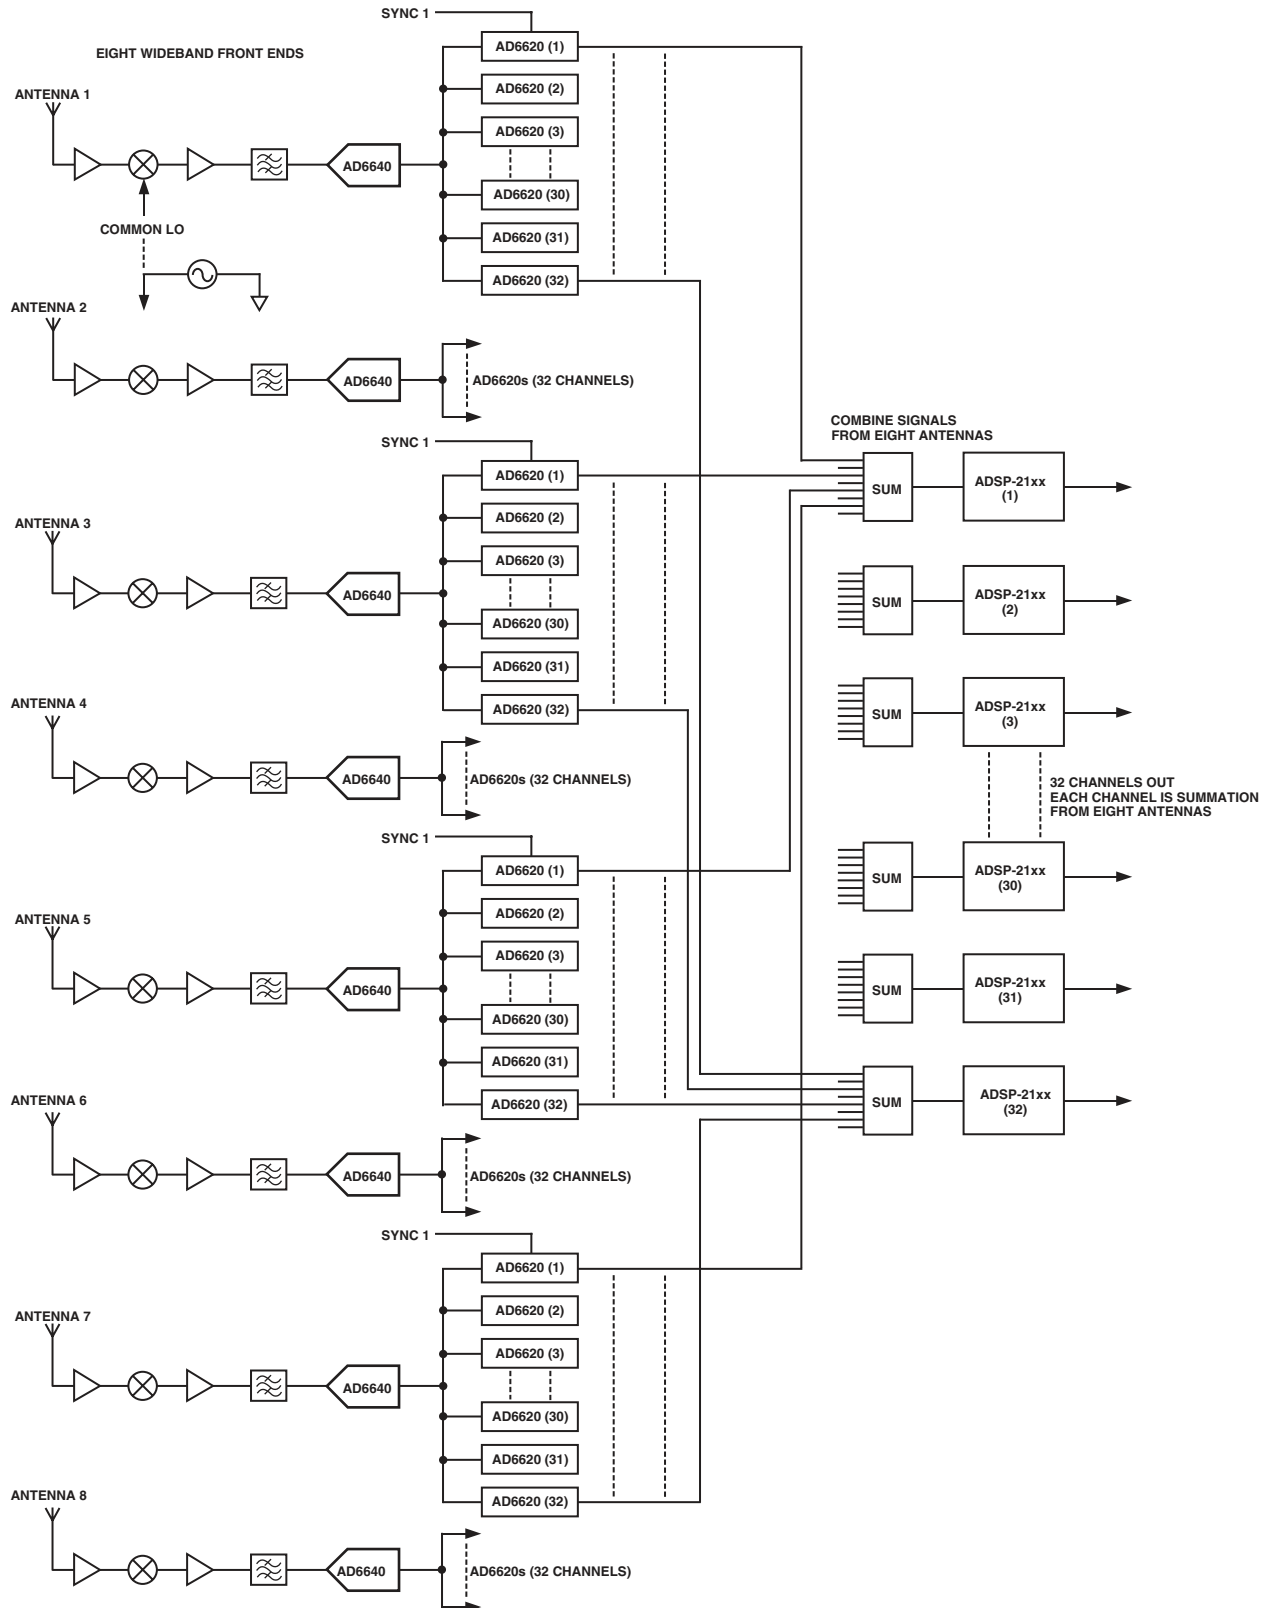 SYNC 1
EIGHT WIDEBAND FRONT ENDS
AD6620 (1)
AD6620 (2)
ANTENNA 1
AD6620 (3)
AD6640
AD6620 (30)
COMMON LO
AD6620 (31)
AD6620 (32)
ANTENNA 2
AD6640
AD6620s (32 CHANNELS)
SYNC 1
AD6620 (1)
AD6620 (2)
ANTENNA 3
AD6620 (3)
AD6640
AD6620 (30)
AD6620 (31)
ANTENNA 4
AD6620 (32)
AD6640
AD6620s (32 CHANNELS)
SYNC 1
AD6620 (1)
AD6620 (2)
ANTENNA 5
AD6620 (3)
AD6640
AD6620 (30)
AD6620 (31)
ANTENNA 6
AD6620 (32)
AD6640
AD6620s (32 CHANNELS)
SYNC 1
AD6620 (1)
AD6620 (2)
ANTENNA 7
AD6620 (3)
AD6640
AD6620 (30)
AD6620 (31)
ANTENNA 8
AD6620 (32)
AD6640
AD6620s (32 CHANNELS)
COMBINE SIGNALS
FROM EIGHT ANTENNAS
SUM
ADSP-21xx
(1)
SUM
ADSP-21xx
(2)
SUM
ADSP-21xx
(3)
32 CHANNELS OUT
EACH CHANNEL IS SUMMATION
FROM EIGHT ANTENNAS
SUM
ADSP-21xx
(30)
SUM
ADSP-21xx
(31)
SUM
ADSP-21xx
(32)